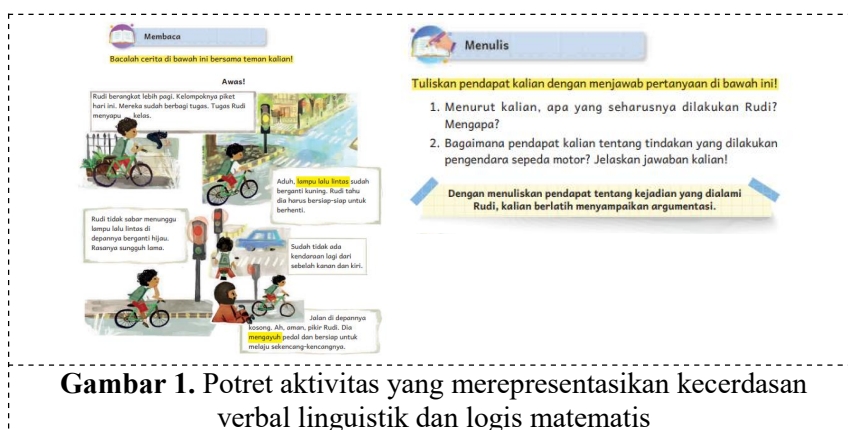 Membaca
Bacalah cerita di bawah ini bersama teman kalian!
Awas!
Rudi berangkat lebih pagi. Kelompoknya piket
hari ini. Mereka sudah berbagi tugas. Tugas Rudi
menyapu kelas.
Aduh, lampu lalu lintas sudah
berganti kuning. Rudi tahu
dia harus bersiap-siap untuk
berhenti.
Rudi tidak sabar menunggu
lampu lalu lintas di
depannya berganti hijau.
Rasanya sungguh lama.
Sudah tidak ada
kendaraan lagi dari
sebelah kanan dan kiri.
Jalan di depannya
kosong. Ah, aman, pikir Rudi. Dia
mengayuh pedal dan bersiap untuk
melaju sekencang-kencangnya.
Menulis
Tuliskan pendapat kalian dengan menjawab pertanyaan di bawah ini!
1. Menurut kalian, apa yang seharusnya dilakukan Rudi?
Mengapa?
2. Bagaimana pendapat kalian tentang tindakan yang dilakukan
pengendara sepeda motor? Jelaskan jawaban kalian!
Dengan menuliskan pendapat tentang kejadian yang dialami
Rudi, kalian berlatih menyampaikan argumentasi.
Gambar 1. Potret aktivitas yang merepresentasikan kecerdasan
verbal linguistik dan logis matematis